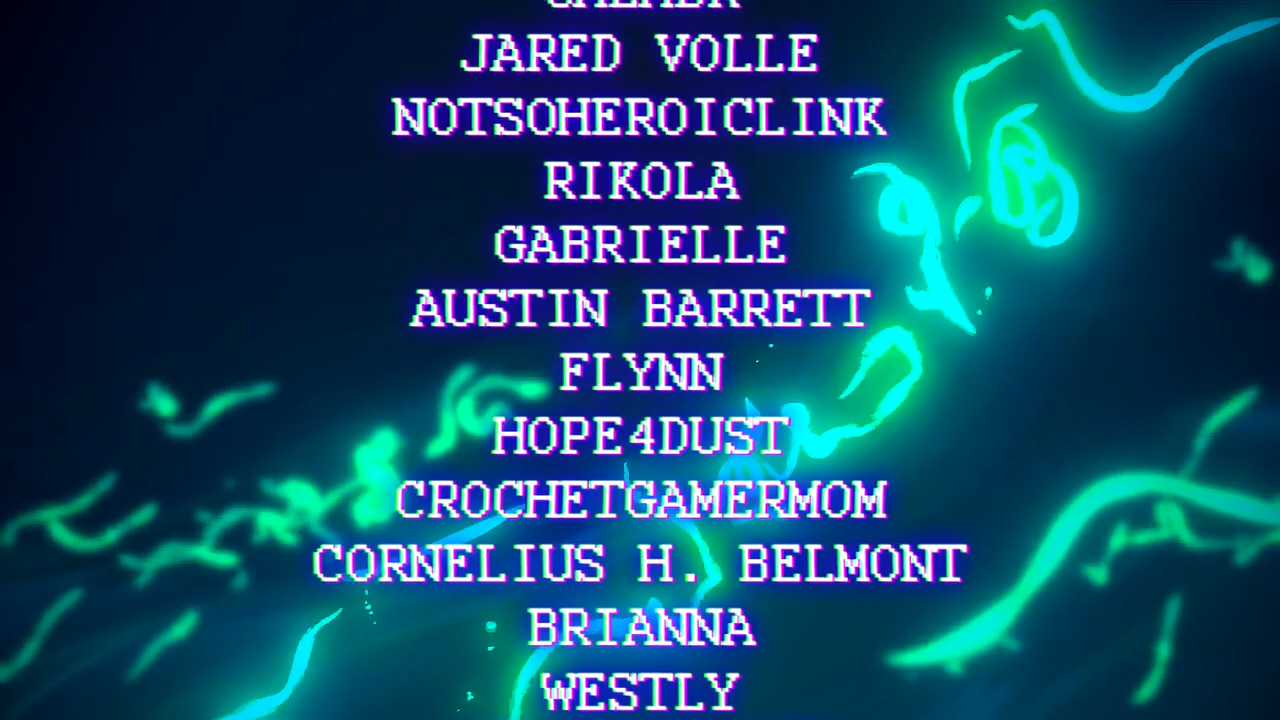 JARED VOLLE
NOTSOHEROICLINK
RIKOLA
GABRIELLE
AUSTIN BARRETT
FLYNN
HOPE4DUST
CROCHETGAMERMOM
CORNELIUS H. BELMONT
BRIANNA
WESTLY